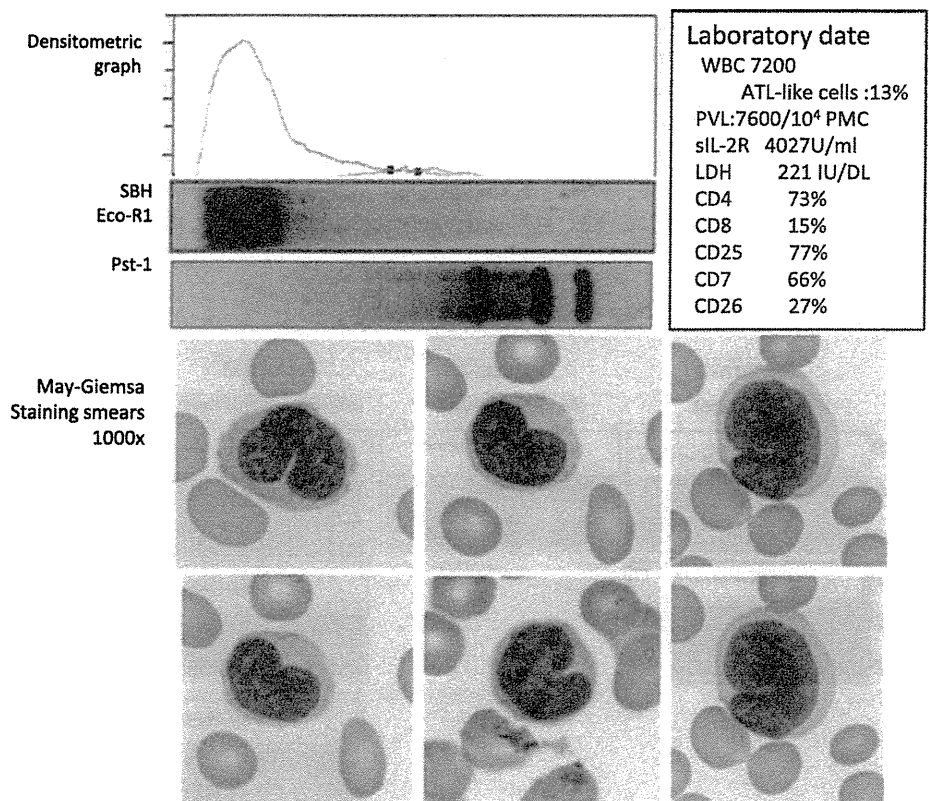 Densitometric
graph
SBH
Eco-R1
Pst-1
Laboratory date
WBC 7200
ATL-like cells :13%
PVL:7600/10⁴ PMC
sIL-2R 4027U/ml
LDH 221 IU/DL
CD4 73%
CD8 15%
CD25 77%
CD7 66%
CD26 27%
May-Giemsa
Staining smears
1000x